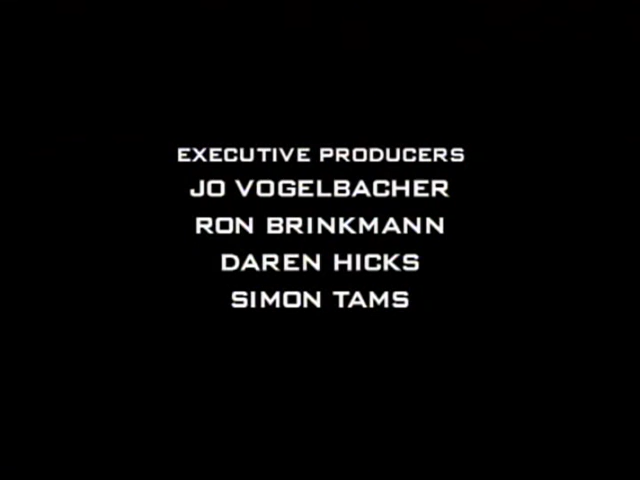 EXECUTIVE PRODUCERS
JO VOGELBACHER
RON BRINKMANN
DAREN HICKS
SIMON TAMS